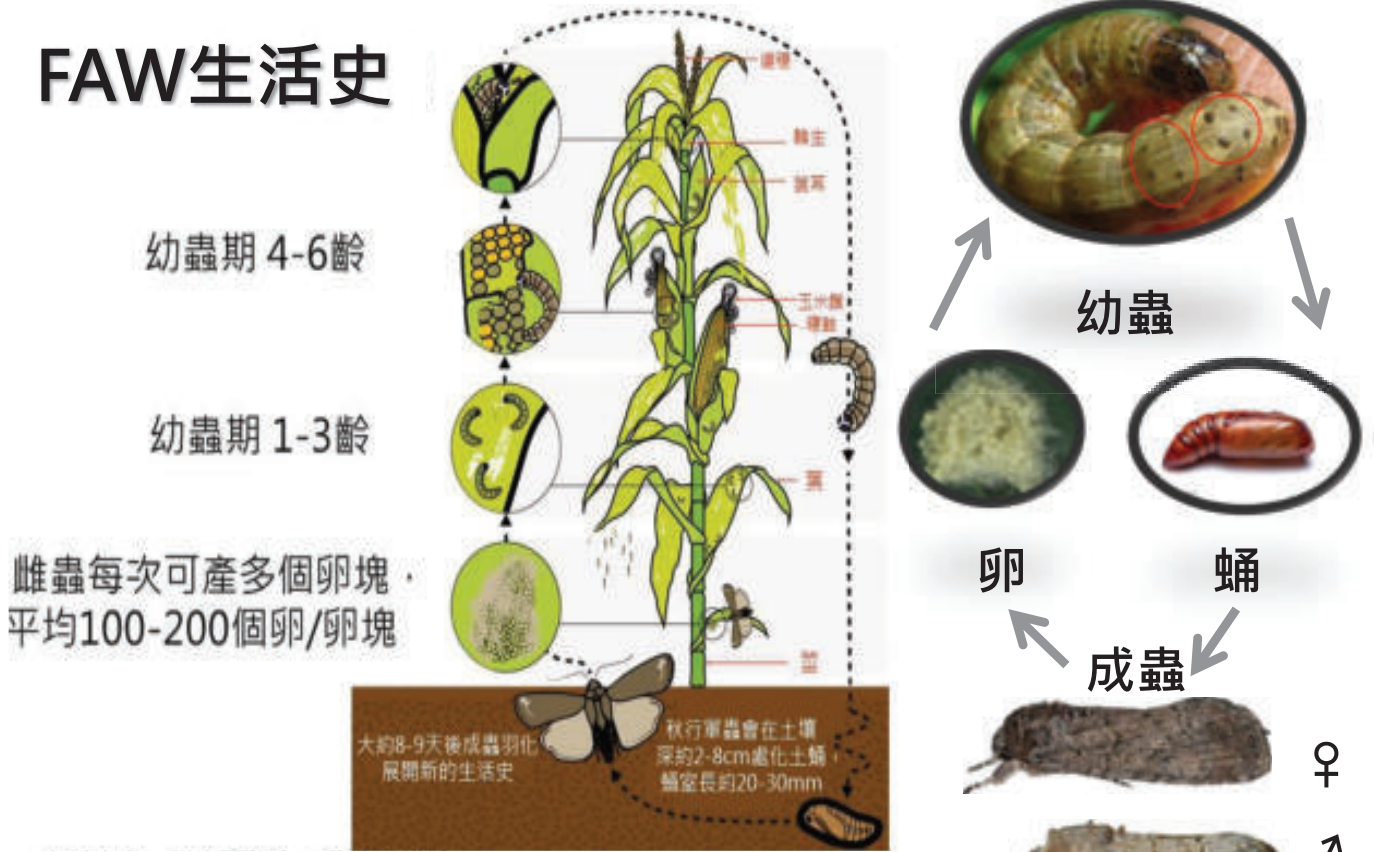 FAW生活史
幼蟲期 4-6齡
幼蟲期 1-3齡
雌蟲每次可產多個卵塊，
平均100-200個卵/卵塊
葉
莖
大約8-9天後成蟲羽化
展開新的生活史
秋行軍蟲會在土壤
深約2-8cm處化土蛹，
蛹室長約20-30mm
幼蟲
卵
蛹
成蟲
♀